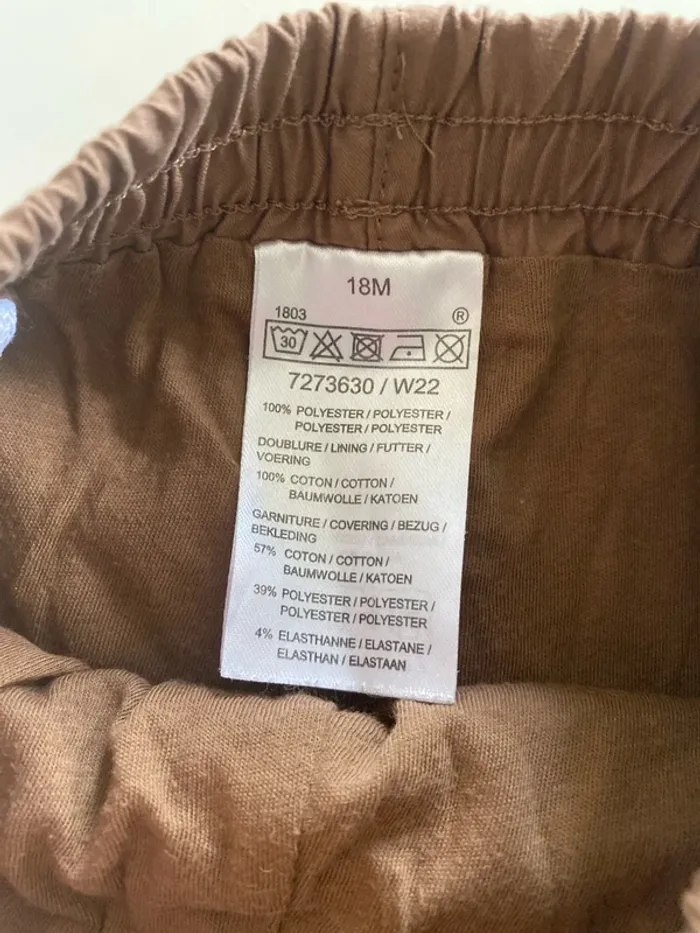 18M
1803 ®
30
7273630 / W22
100% POLYESTER / POLYESTER /
POLYESTER / POLYESTER
DOUBLURE / LINING / FUTTER /
VOERING
100% COTON / COTTON /
BAUMWOLLE / KATOEN
GARNITURE / COVERING / BEZUG /
BEKLEDING
57% COTON / COTTON /
BAUMWOLLE / KATOEN
39% POLYESTER / POLYESTER /
POLYESTER / POLYESTER
4% ELASTHANNE / ELASTANE /
ELASTHAN / ELASTAAN